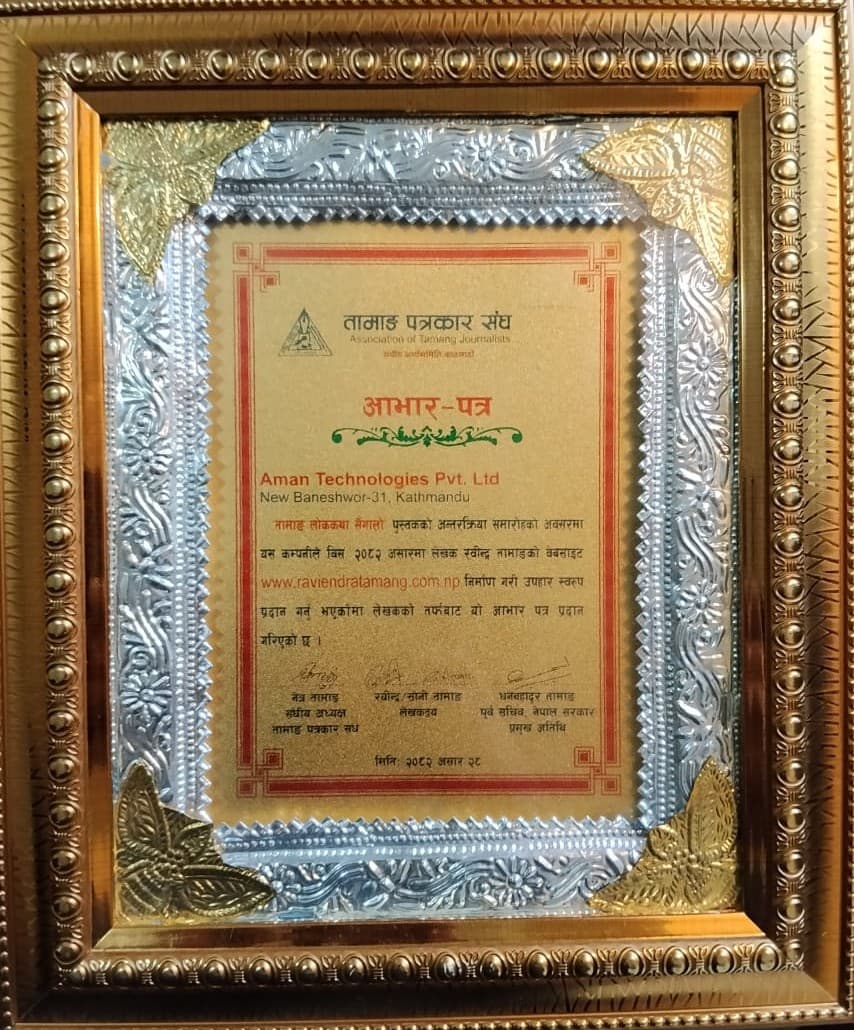 तामाङ पत्रकार संघ
Association of Tamang Journalists
आभार-पत्र
Aman Technologies Pvt. Ltd
New Baneshwor-31, Kathmandu
तामाङ लोककथा सँगालो पुस्तकको अन्तरक्रिया समारोहको अवसरमा
यस कम्पनीले विस २०८२ असारमा लेखक रवीन्द्र तामाङको वेबसाइट
www.raviendratamang.com.np निर्माण गरी उपहार स्वरुप
प्रदान गर्नु भएकोमा लेखकको तर्फबाट यो आभार पत्र प्रदान
गरिएको छ ।
नेत्र तामाङ
संघीय अध्यक्ष
तामाङ पत्रकार संघ
रवीन्द्र/सोनी तामाङ
लेखकद्वय
धनबहादुर तामाङ
पूर्व सचिव, नेपाल सरकार
प्रमुख अतिथि
मिति: २०८२ असार २८